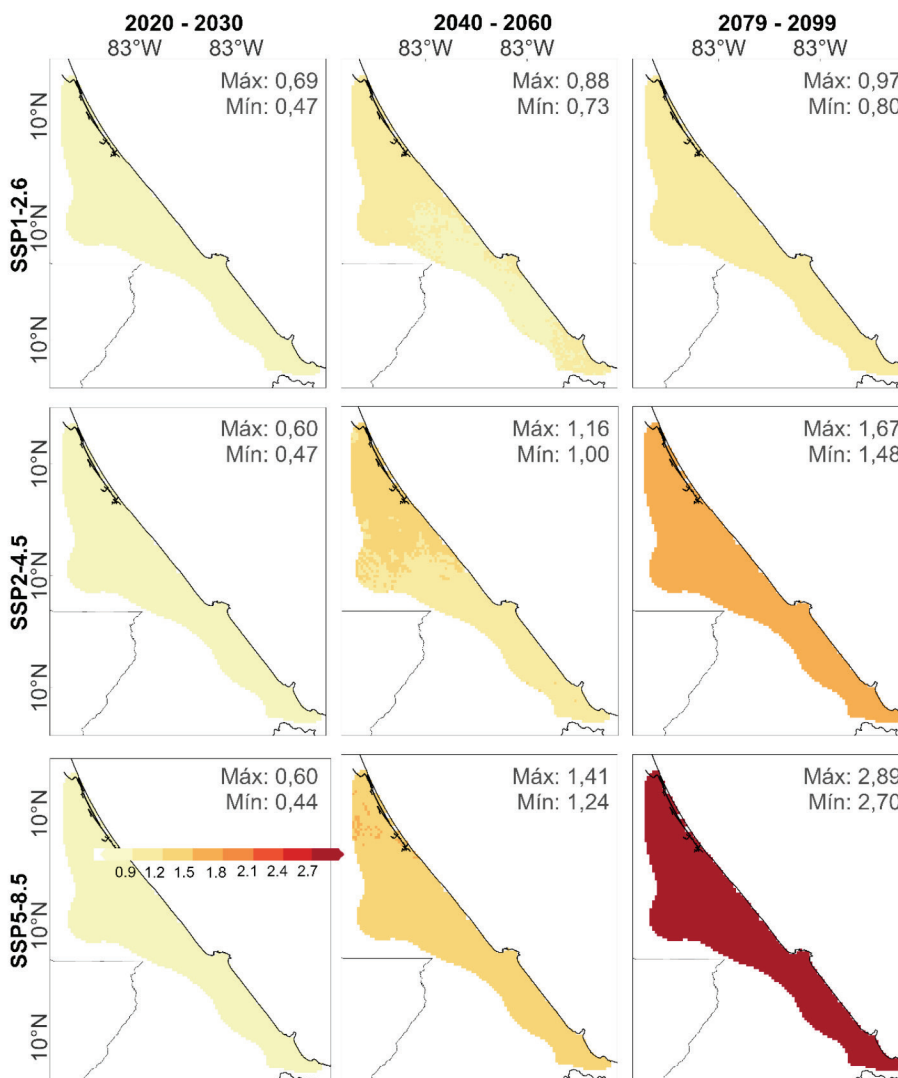 2020 - 2030 2040 - 2060 2079 - 2099
83°W 83°W 83°W 83°W 83°W 83°W
SSP1-2.6
10°N
10°N
10°N
Máx: 0,69
Mín: 0,47
Máx: 0,88
Mín: 0,73
Máx: 0,97
Mín: 0,80
SSP2-4.5
10°N
10°N
10°N
Máx: 0,60
Mín: 0,47
Máx: 1,16
Mín: 1,00
Máx: 1,67
Mín: 1,48
SSP5-8.5
10°N
10°N
10°N
Máx: 0,60
Mín: 0,44
Máx: 1,41
Mín: 1,24
Máx: 2,89
Mín: 2,70
0.9 1.2 1.5 1.8 2.1 2.4 2.7